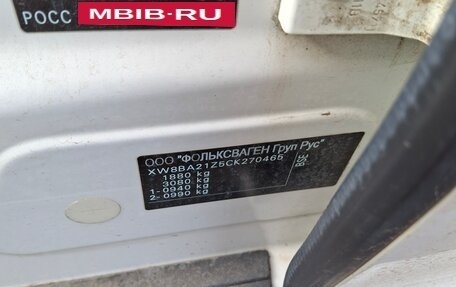 РОСС
MBIB-RU
ООО "ФОЛЬКСВАГЕН Груп Рус"
XW8BA21Z5CK270465
1880 kg
3080 kg
1- 0940 kg
2- 0990 kg